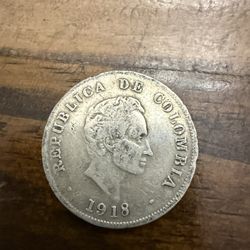 REPUBLICA DE COLOMBIA
1918